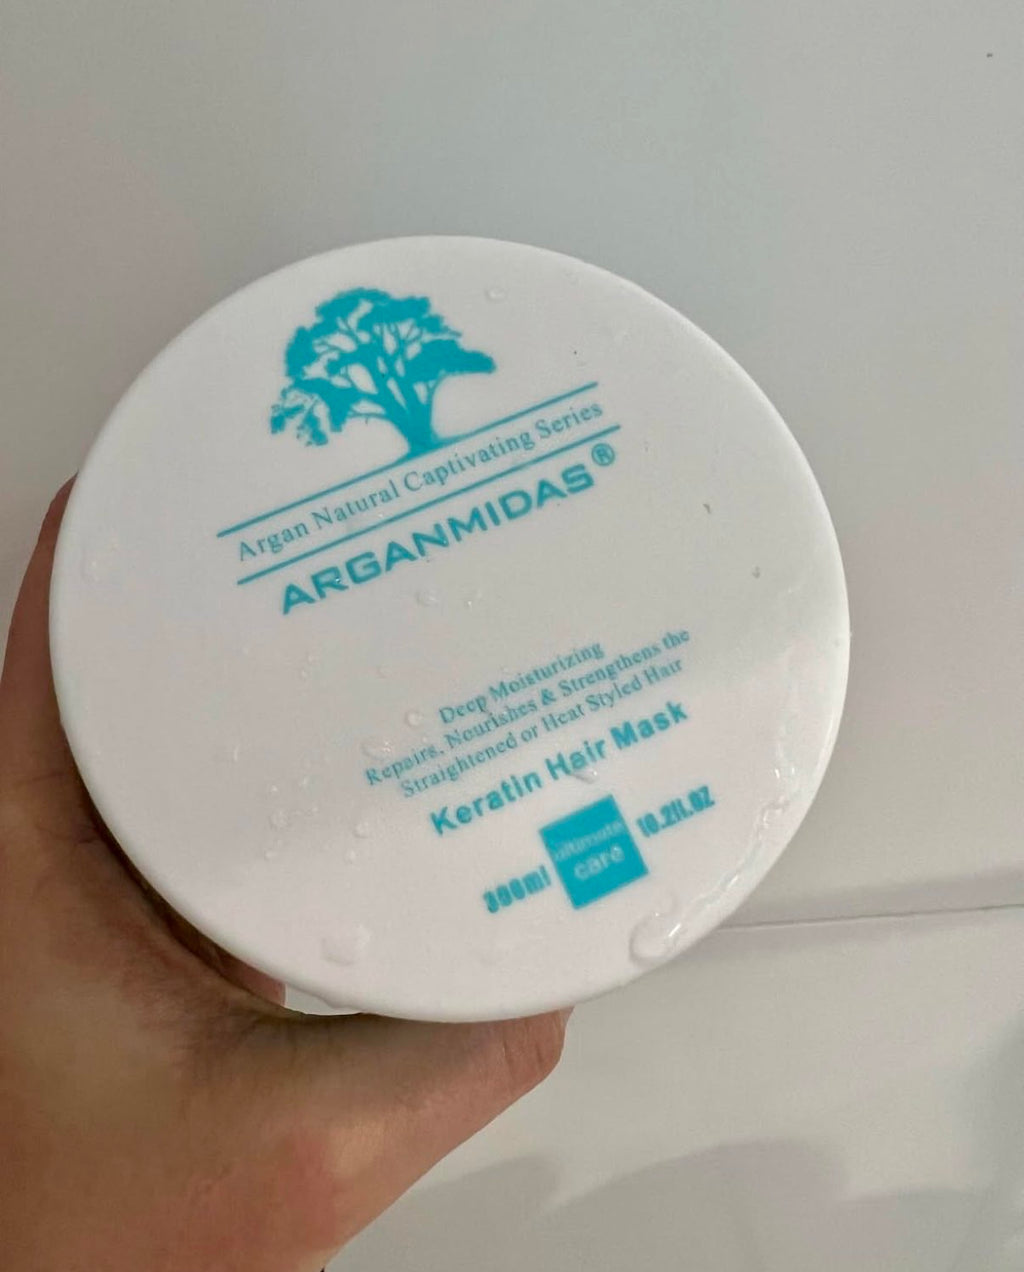 Argan Natural Captivating Series
ARGANMIDAS®
Deep Moisturizing
Repairs, Nourishes & Strengthens the
Straightened or Heat Styled Hair
Keratin Hair Mask
300ml ultimate care 10.2fl.oz